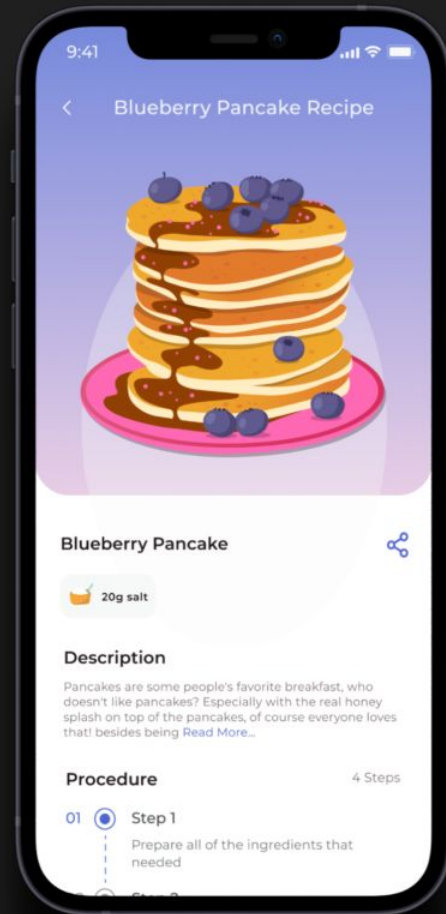 9:41
Blueberry Pancake Recipe
Blueberry Pancake
20g salt
Description
Pancakes are some people's favorite breakfast, who
doesn't like pancakes? Especially with the real honey
splash on top of the pancakes, of course everyone loves
that! besides being Read More...
Procedure
4 Steps
01
Step 1
Prepare all of the ingredients that
needed